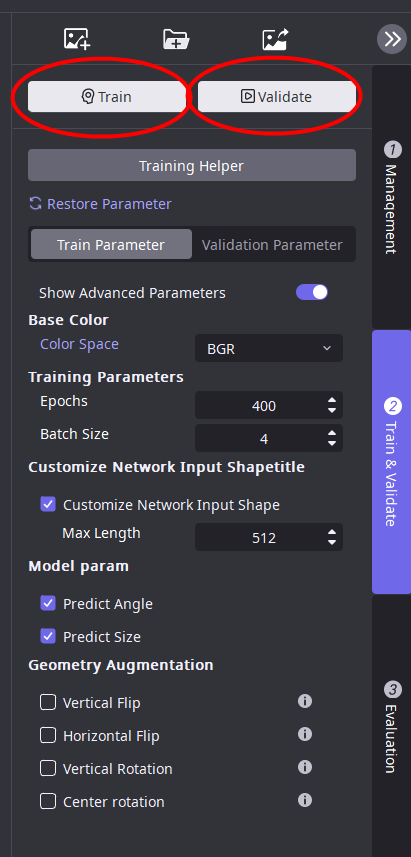 Train
Validate
Training Helper
Restore Parameter
Train Parameter
Validation Parameter
Show Advanced Parameters
Base Color
Color Space
BGR
Training Parameters
Epochs
400
Batch Size
4
Customize Network Input Shapetitle
Customize Network Input Shape
Max Length
512
Model param
Predict Angle
Predict Size
Geometry Augmentation
Vertical Flip
Horizontal Flip
Vertical Rotation
Center rotation
1
Management
2
Train & Validate
3
Evaluation